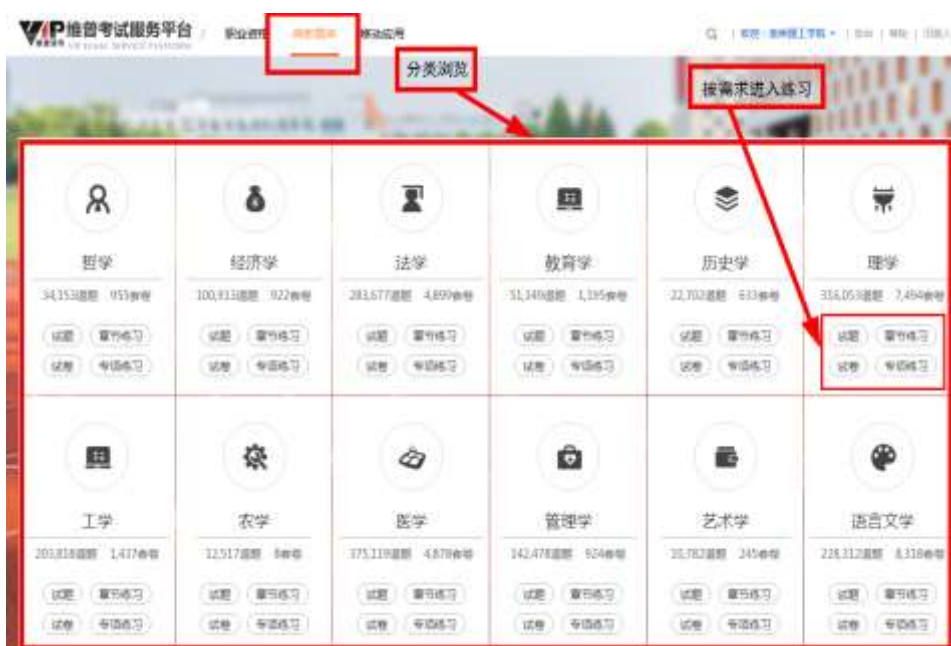 VIP维普考试服务平台 / 职业资格 移动应用
分类浏览
按需求进入练习
哲学 经济学 法学 教育学 历史学 理学
34,153道题 955套卷 100,913道题 922套卷 283,677道题 4,899套卷 51,349道题 1,195套卷 22,702道题 633套卷 316,053道题 7,494套卷
试题 章节练习 试题 章节练习 试题 章节练习 试题 章节练习 试题 章节练习 试题 章节练习
试卷 专项练习 试卷 专项练习 试卷 专项练习 试卷 专项练习 试卷 专项练习 试卷 专项练习
工学 农学 医学 管理学 艺术学 语言文学
203,818道题 1,437套卷 12,517道题 8套卷 375,119道题 4,878套卷 142,478道题 924套卷 10,782道题 245套卷 228,312道题 8,318套卷
试题 章节练习 试题 章节练习 试题 章节练习 试题 章节练习 试题 章节练习 试题 章节练习
试卷 专项练习 试卷 专项练习 试卷 专项练习 试卷 专项练习 试卷 专项练习 试卷 专项练习